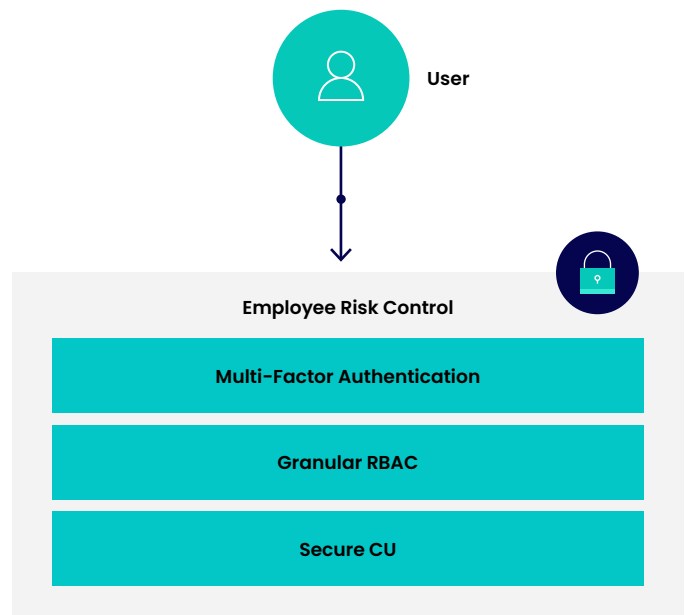 User
Employee Risk Control
Multi-Factor Authentication
Granular RBAC
Secure CU